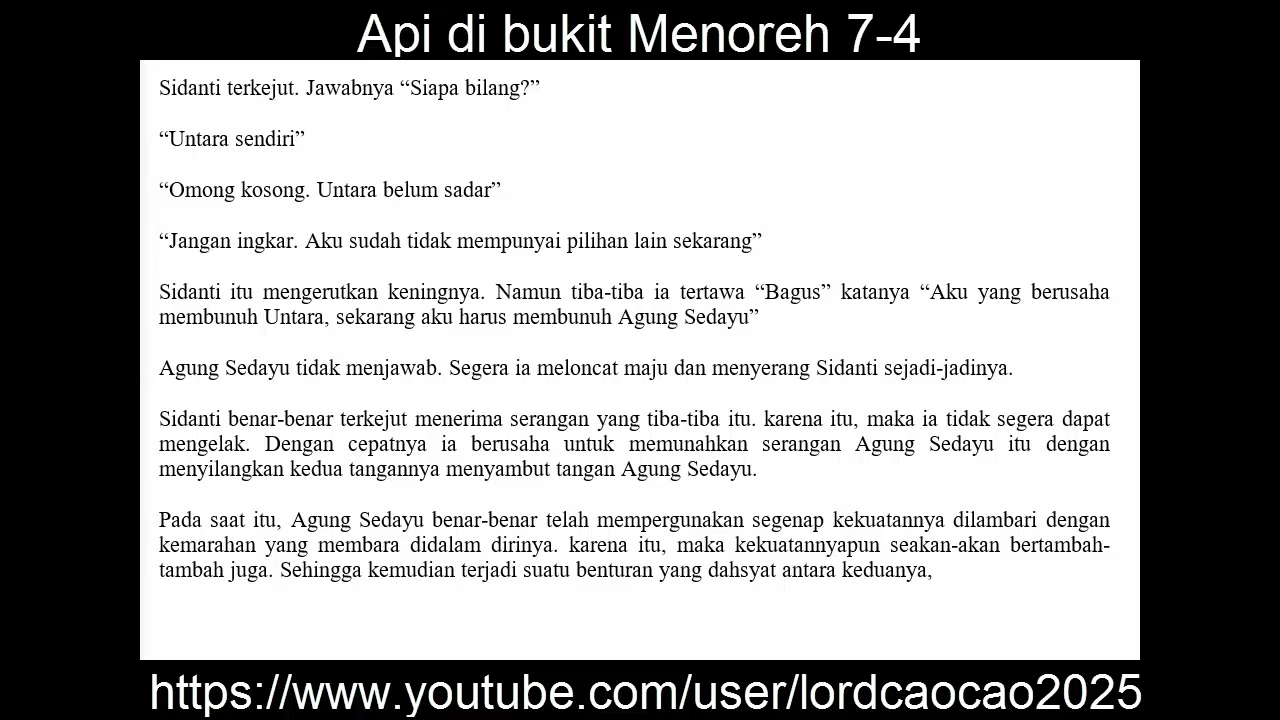 Api di bukit Menoreh 7-4
Sidanti terkejut. Jawabnya “Siapa bilang?”
“Untara sendiri”
“Omong kosong. Untara belum sadar”
“Jangan ingkar. Aku sudah tidak mempunyai pilihan lain sekarang”
Sidanti itu mengerutkan keningnya. Namun tiba-tiba ia tertawa “Bagus” katanya “Aku yang berusaha
membunuh Untara, sekarang aku harus membunuh Agung Sedayu”
Agung Sedayu tidak menjawab. Segera ia meloncat maju dan menyerang Sidanti sejadi-jadinya.
Sidanti benar-benar terkejut menerima serangan yang tiba-tiba itu. karena itu, maka ia tidak segera dapat
mengelak. Dengan cepatnya ia berusaha untuk memunahkan serangan Agung Sedayu itu dengan
menyilangkan kedua tangannya menyambut tangan Agung Sedayu.
Pada saat itu, Agung Sedayu benar-benar telah mempergunakan segenap kekuatannya dilambari dengan
kemarahan yang membara didalam dirinya. karena itu, maka kekuatannyapun seakan-akan bertambah-
tambah juga. Sehingga kemudian terjadi suatu benturan yang dahsyat antara keduanya,
https://www.youtube.com/user/lordcaocao2025